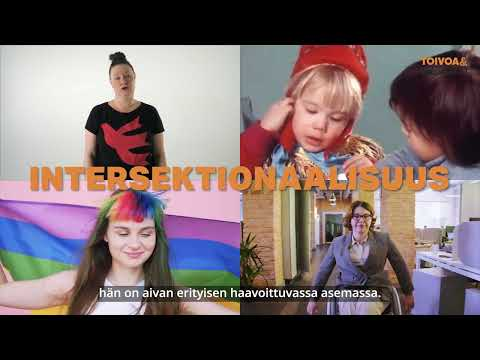 TOIVOA&
INTERSEKTIONAALISUUS
hän on aivan erityisen haavoittuvassa asemassa.